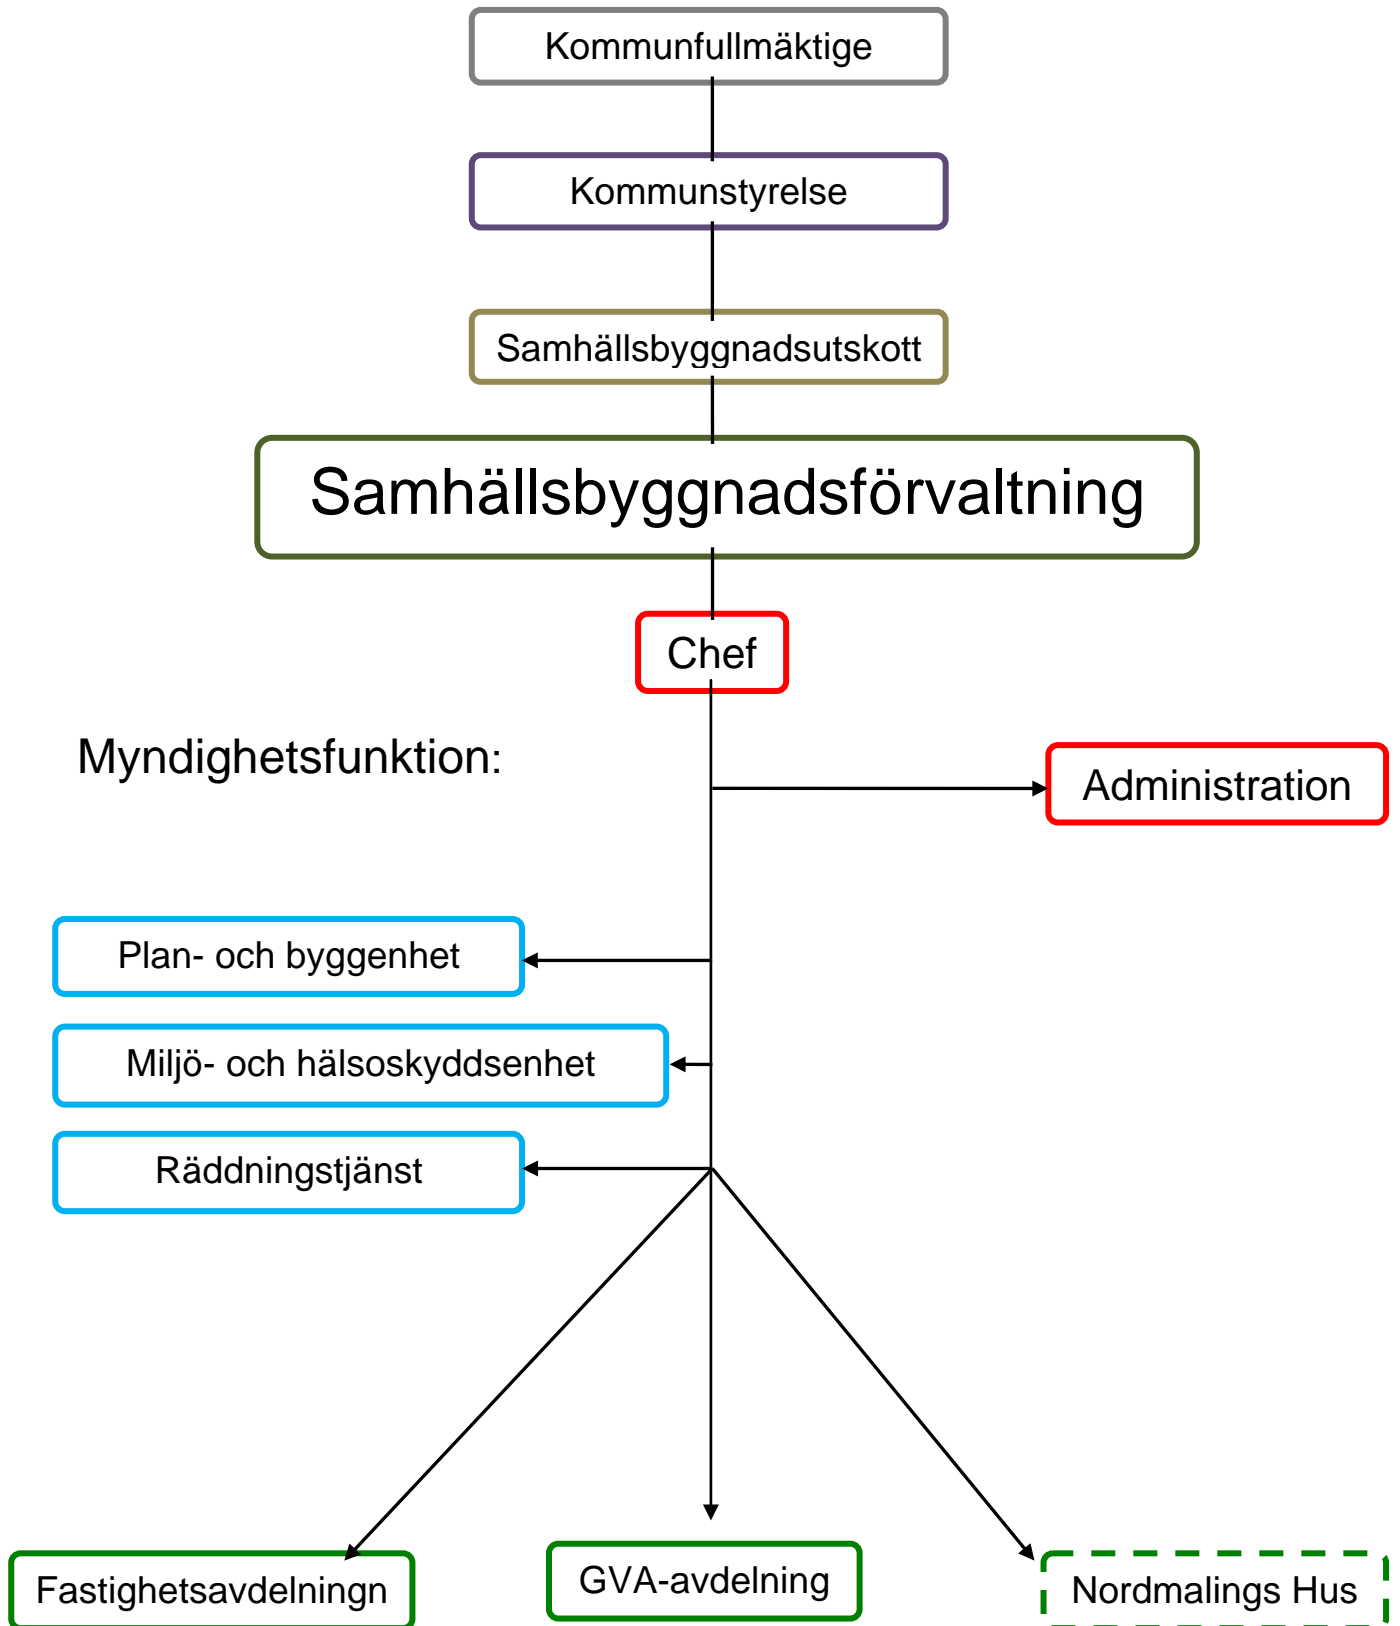 Kommunfullmäktige
Kommunstyrelse
Samhällsbyggnadsutskott
Samhällsbyggnadsförvaltning
Chef
Myndighetsfunktion:
Administration
Plan- och byggenhet
Miljö- och hälsoskyddsenhet
Räddningstjänst
Fastighetsavdelningn
GVA-avdelning
Nordmalings Hus